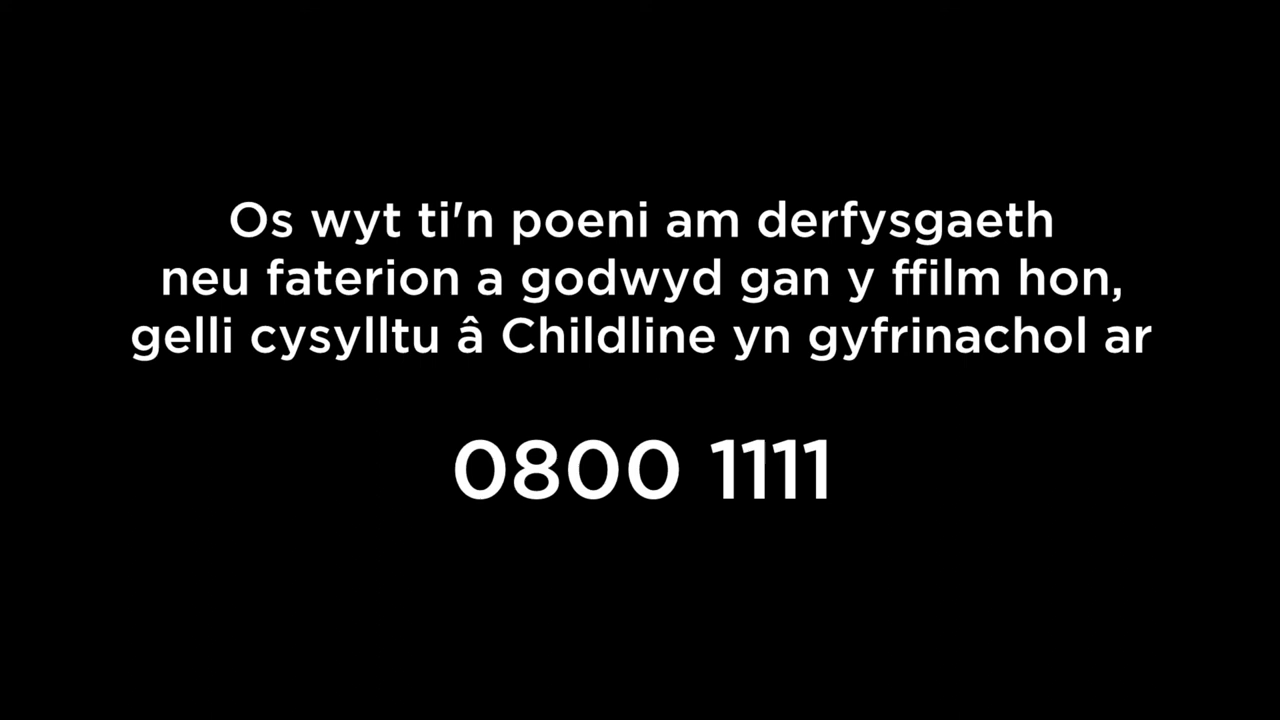 Os wyt ti'n poeni am derfysgaeth
neu faterion a godwyd gan y ffilm hon,
gelli cysylltu â Childline yn gyfrinachol ar
0800 1111